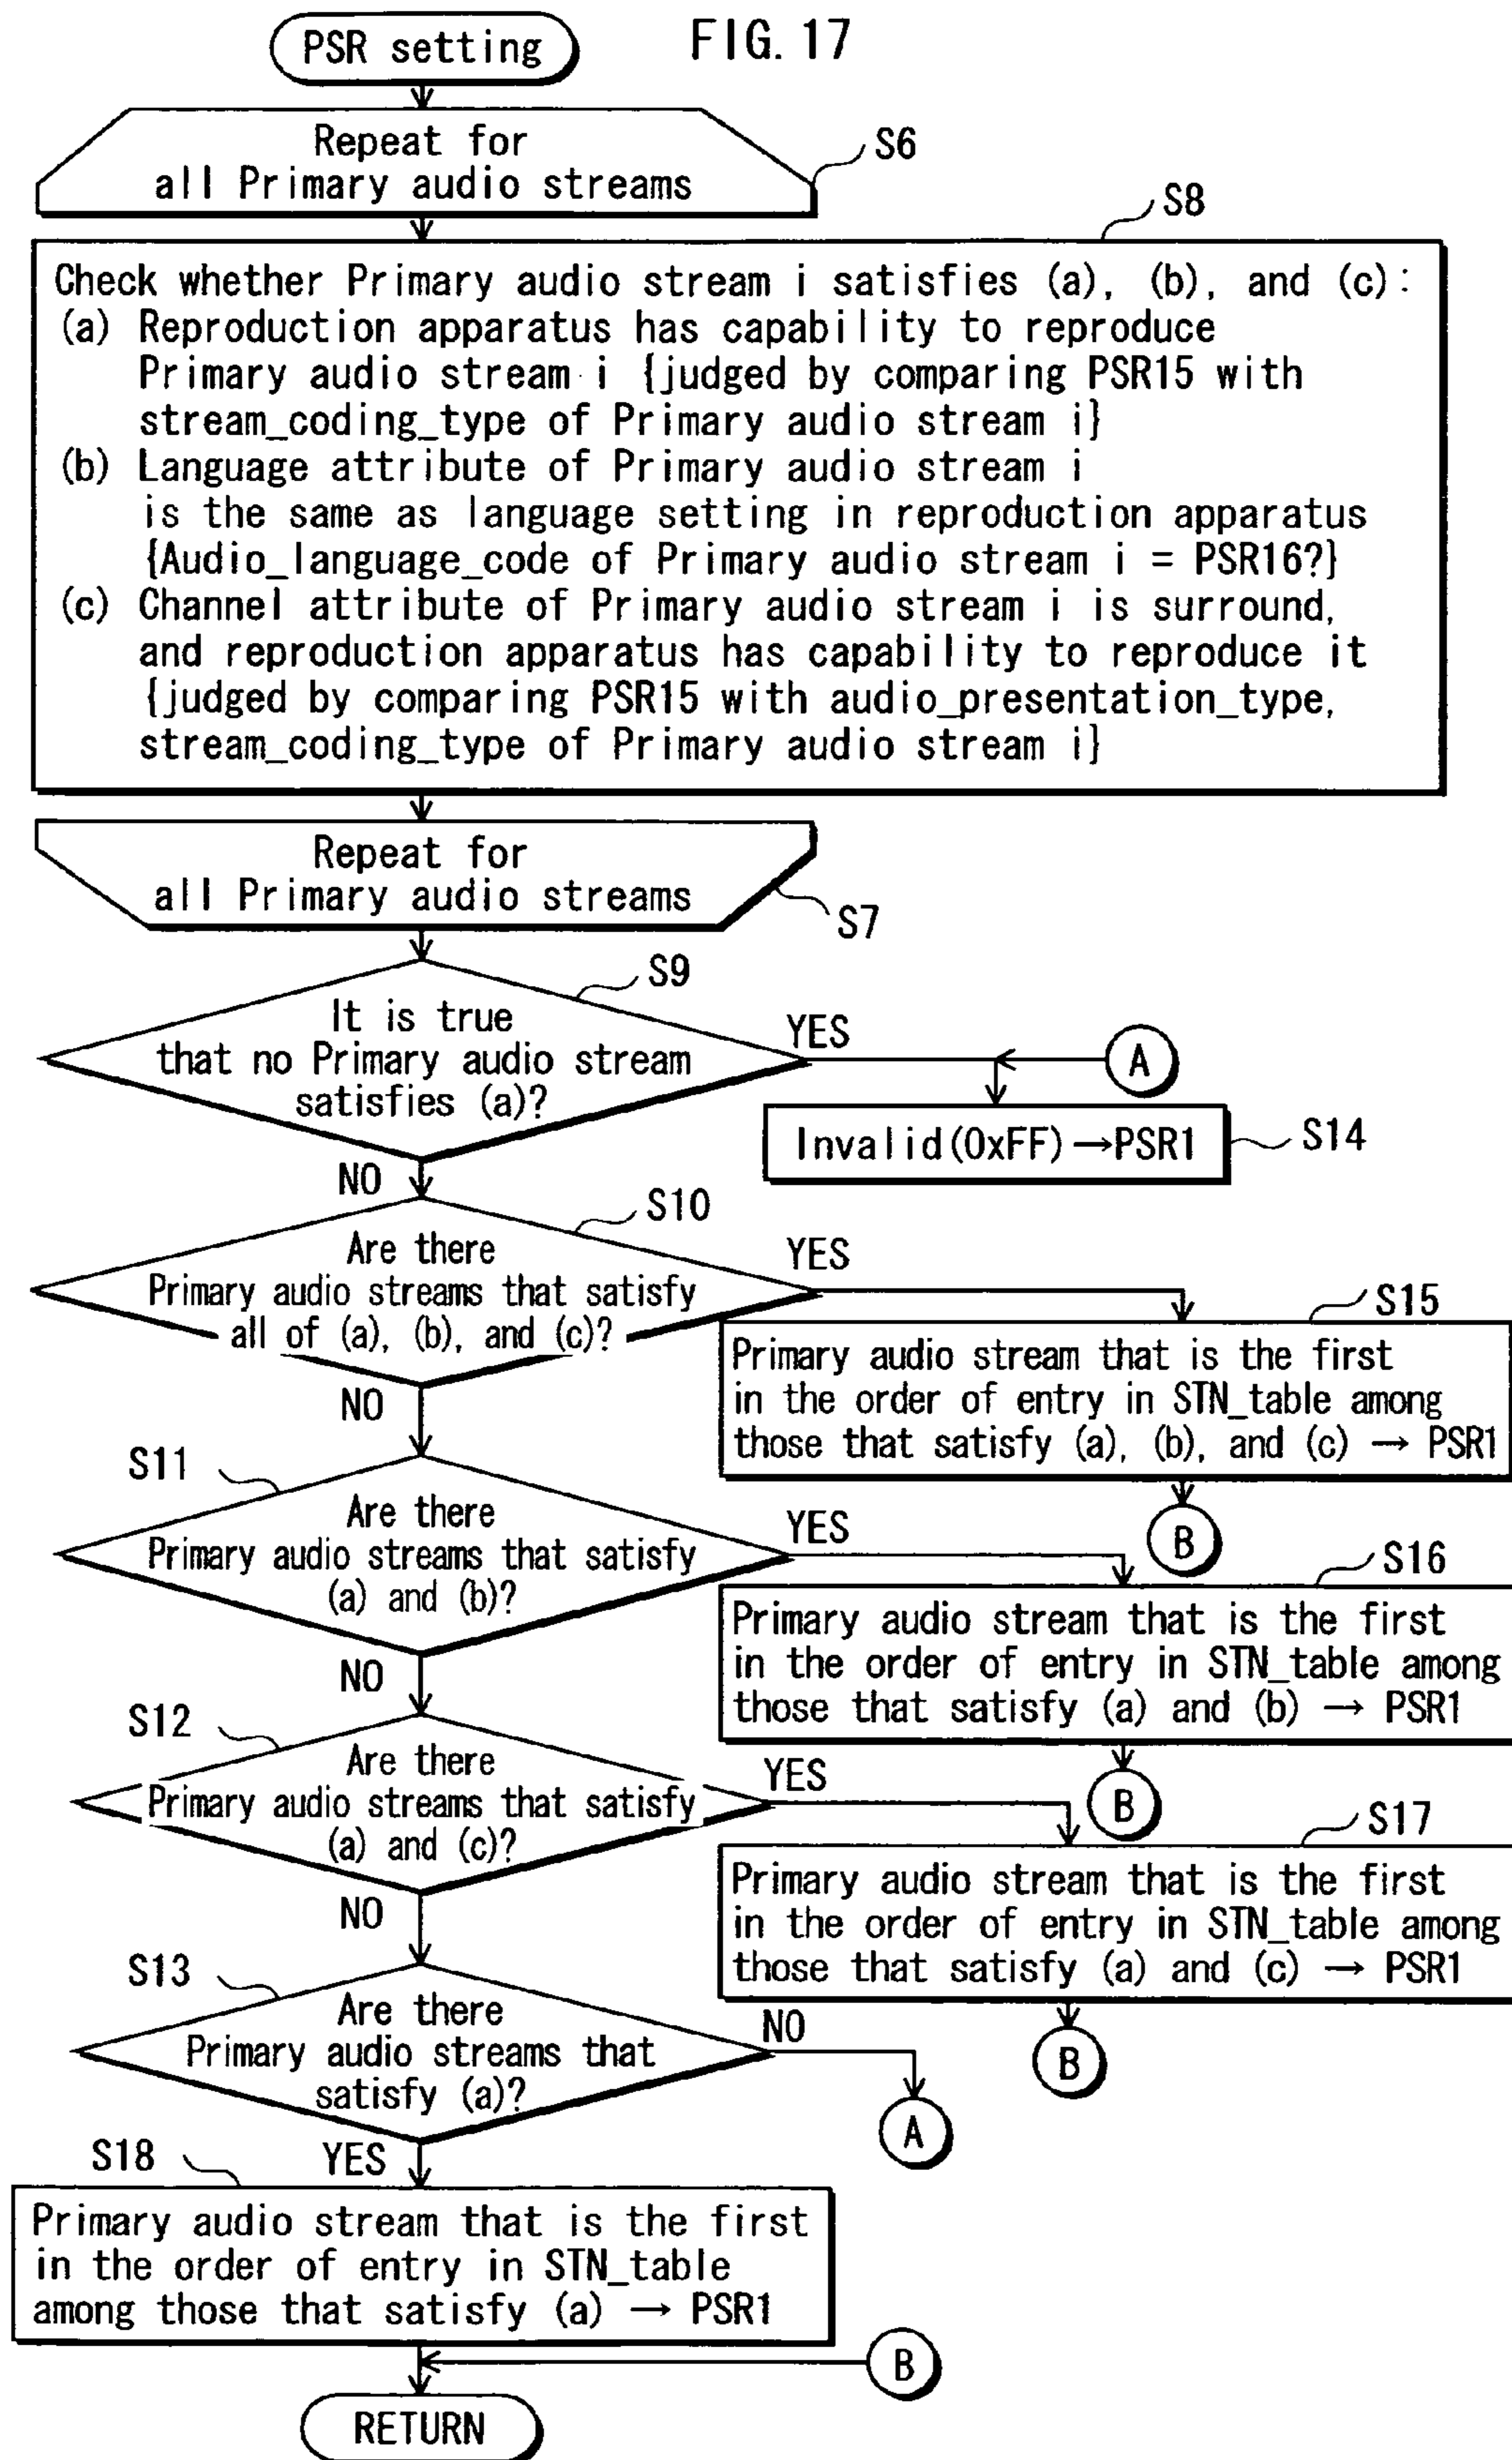 PSR setting
FIG. 17
Repeat for
all Primary audio streams
S6
S8
Check whether Primary audio stream i satisfies (a), (b), and (c):
(a) Reproduction apparatus has capability to reproduce
Primary audio stream i {judged by comparing PSR15 with
stream_coding_type of Primary audio stream i}
(b) Language attribute of Primary audio stream i
is the same as language setting in reproduction apparatus
{Audio_language_code of Primary audio stream i = PSR16?}
(c) Channel attribute of Primary audio stream i is surround,
and reproduction apparatus has capability to reproduce it
{judged by comparing PSR15 with audio_presentation_type,
stream_coding_type of Primary audio stream i}
Repeat for
all Primary audio streams
S7
S9
It is true
that no Primary audio stream
satisfies (a)?
YES
A
Invalid(0xFF)→PSR1
S14
NO
S10
Are there
Primary audio streams that satisfy
all of (a), (b), and (c)?
YES
S15
Primary audio stream that is the first
in the order of entry in STN_table among
those that satisfy (a), (b), and (c) → PSR1
B
NO
S11
Are there
Primary audio streams that satisfy
(a) and (b)?
YES
S16
Primary audio stream that is the first
in the order of entry in STN_table among
those that satisfy (a) and (b) → PSR1
B
NO
S12
Are there
Primary audio streams that satisfy
(a) and (c)?
YES
S17
Primary audio stream that is the first
in the order of entry in STN_table among
those that satisfy (a) and (c) → PSR1
B
NO
S13
Are there
Primary audio streams that
satisfy (a)?
NO
A
YES
S18
Primary audio stream that is the first
in the order of entry in STN_table
among those that satisfy (a) → PSR1
B
RETURN